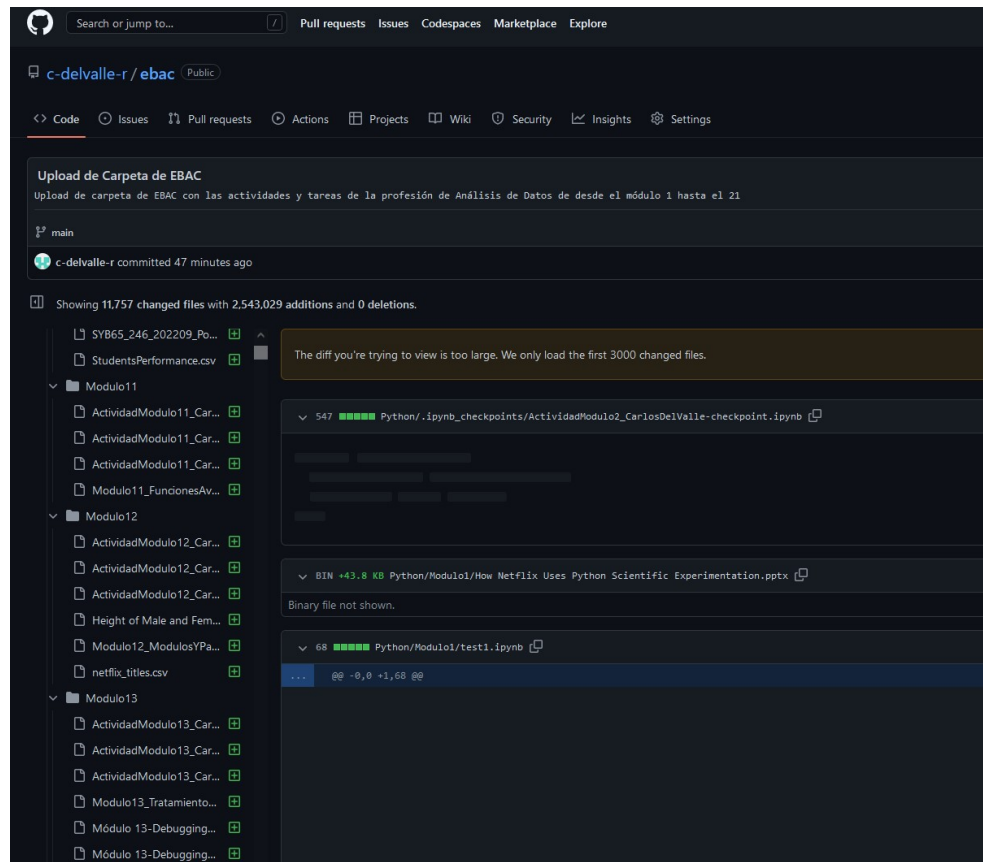 Search or jump to... / Pull requests Issues Codespaces Marketplace Explore
c-delvalle-r / ebac Public
<> Code Issues Pull requests Actions Projects Wiki Security Insights Settings
Upload de Carpeta de EBAC
Upload de carpeta de EBAC con las actividades y tareas de la profesión de Análisis de Datos de desde el módulo 1 hasta el 21
main
c-delvalle-r committed 47 minutes ago
Showing 11,757 changed files with 2,543,029 additions and 0 deletions.
SYB65_246_202209_Po...
StudentsPerformance.csv
Modulo11
ActividadModulo11_Car...
ActividadModulo11_Car...
ActividadModulo11_Car...
Modulo11_FuncionesAv...
Modulo12
ActividadModulo12_Car...
ActividadModulo12_Car...
ActividadModulo12_Car...
Height of Male and Fem...
Modulo12_ModulosYPa...
netflix_titles.csv
Modulo13
ActividadModulo13_Car...
ActividadModulo13_Car...
ActividadModulo13_Car...
Modulo13_Tratamiento...
Módulo 13-Debugging...
Módulo 13-Debugging...
The diff you're trying to view is too large. We only load the first 3000 changed files.
547 Python/.ipynb_checkpoints/ActividadModulo2_CarlosDelValle-checkpoint.ipynb
BIN +43.8 KB Python/Modulo1/How Netflix Uses Python Scientific Experimentation.pptx
Binary file not shown.
68 Python/Modulo1/test1.ipynb
... @@ -0,0 +1,68 @@